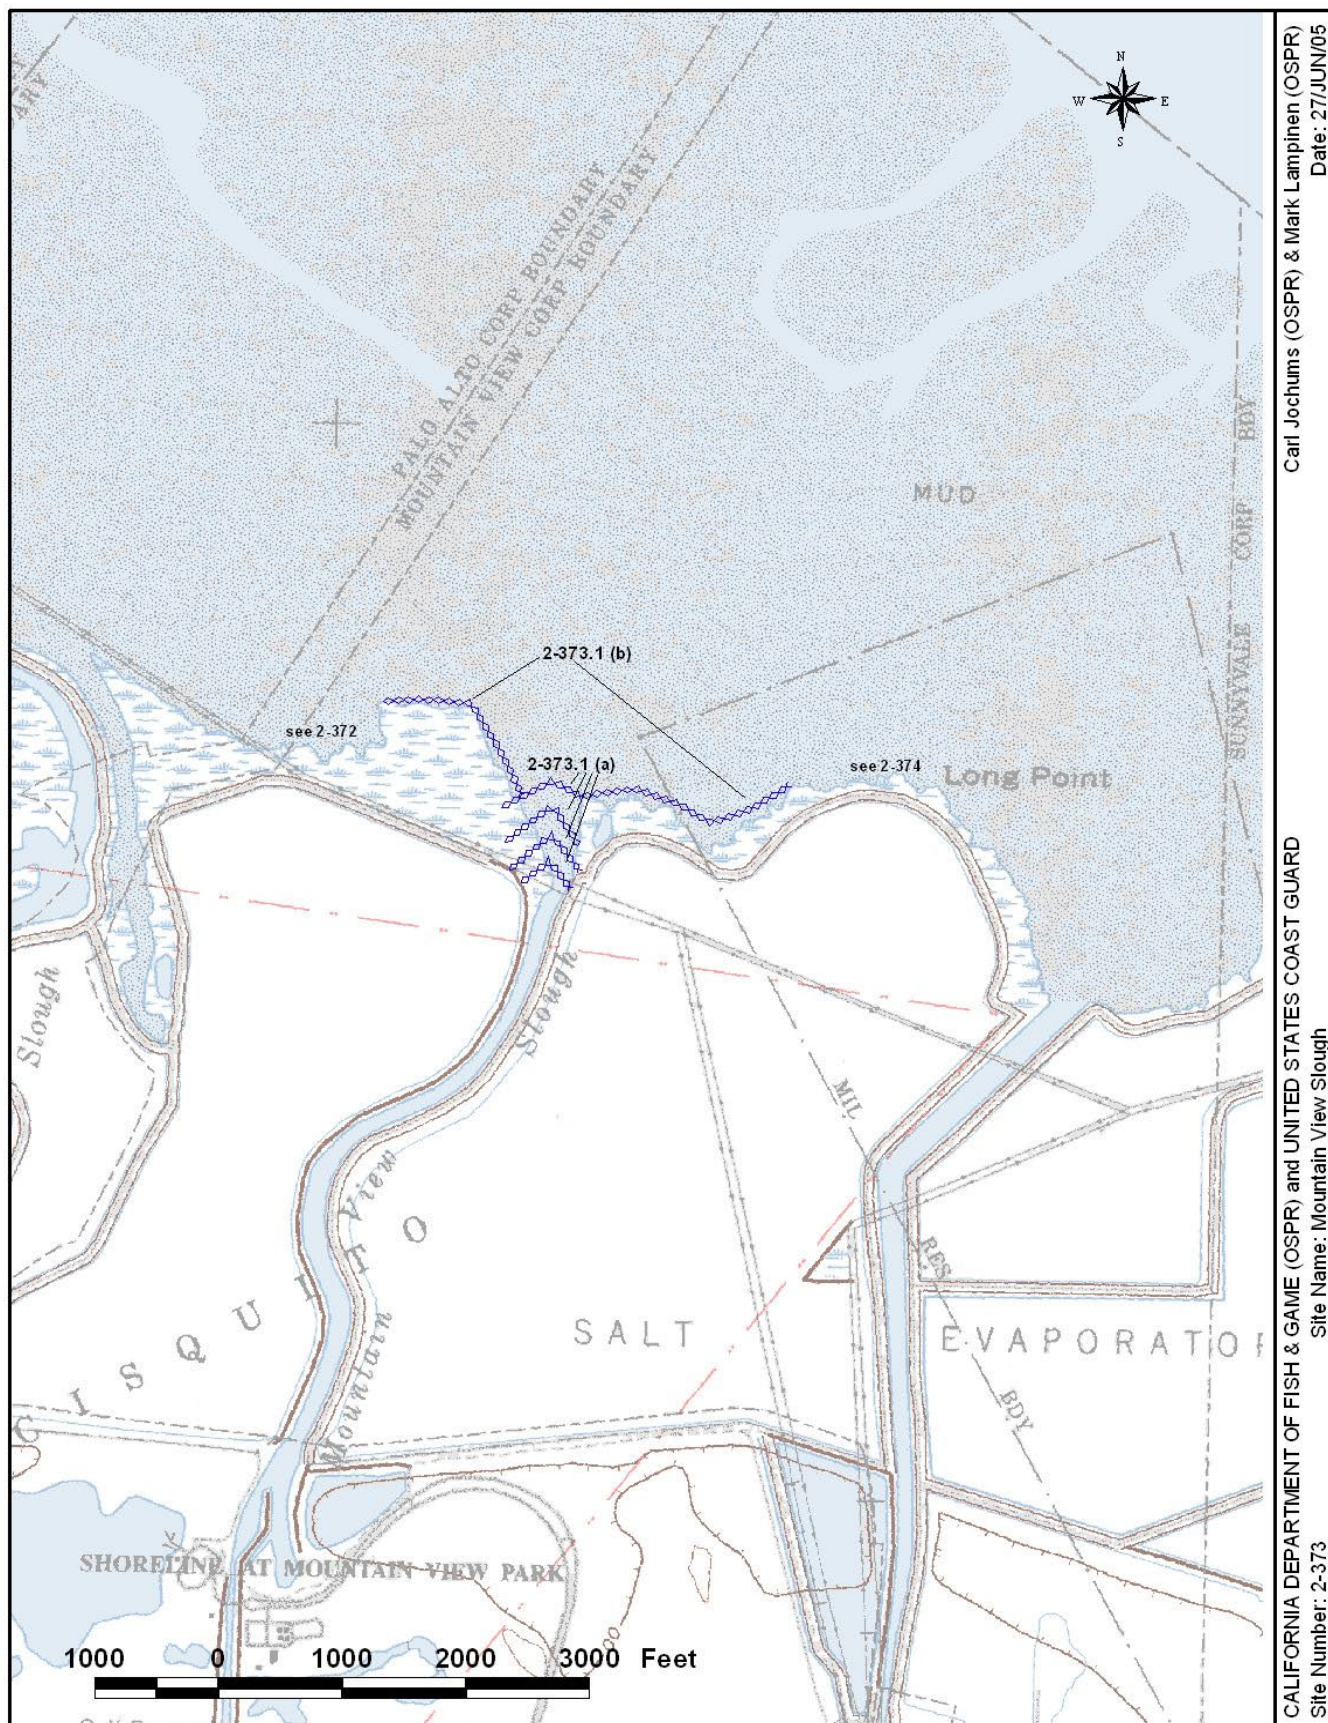 N
W E
S
PALO ALTO CORP BOUNDARY
MOUNTAIN VIEW CORP BOUNDARY
MUD
SUNNYVALE CORP BDY
2-373.1 (b)
see 2-372
2-373.1 (a)
see 2-374
Long Point
Slough
Mountain View Slough
MIL RES BDY
CISQUITO
SALT EVAPORATO
SHORELINE AT MOUNTAIN VIEW PARK
1000 0 1000 2000 3000 Feet
Carl Jochums (OSPR) & Mark Lampinen (OSPR)
Date: 27/JUN/05
CALIFORNIA DEPARTMENT OF FISH & GAME (OSPR) and UNITED STATES COAST GUARD
Site Number: 2-373 Site Name: Mountain View Slough